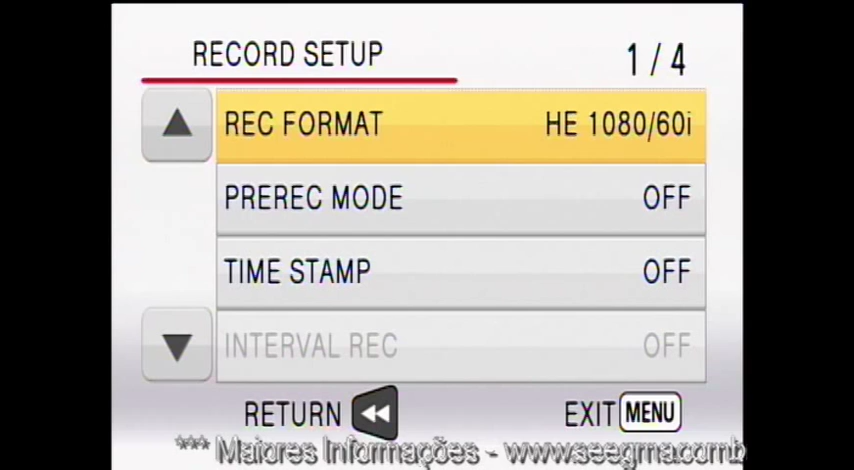 RECORD SETUP 1 / 4
REC FORMAT HE 1080/60i
PREREC MODE OFF
TIME STAMP OFF
INTERVAL REC OFF
RETURN EXIT MENU
*** Maiores Informações - www.seegma.comb